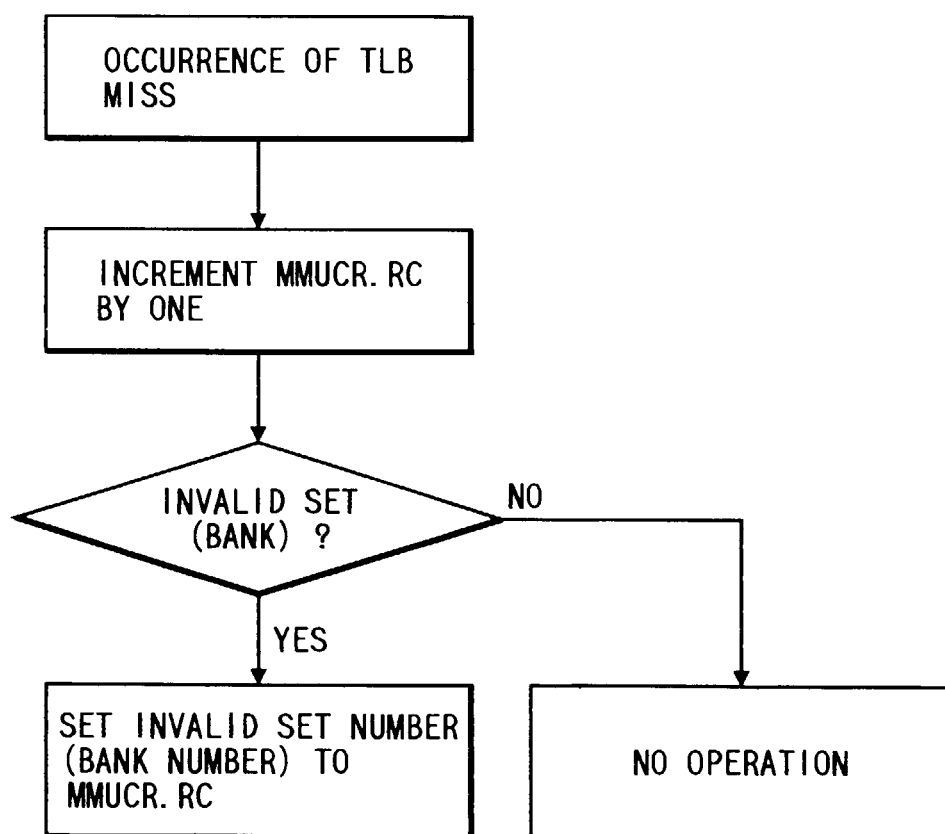 OCCURRENCE OF TLB
MISS
INCREMENT MMUCR.RC
BY ONE
INVALID SET
(BANK) ?
NO
YES
SET INVALID SET NUMBER
(BANK NUMBER) TO
MMUCR.RC
NO OPERATION